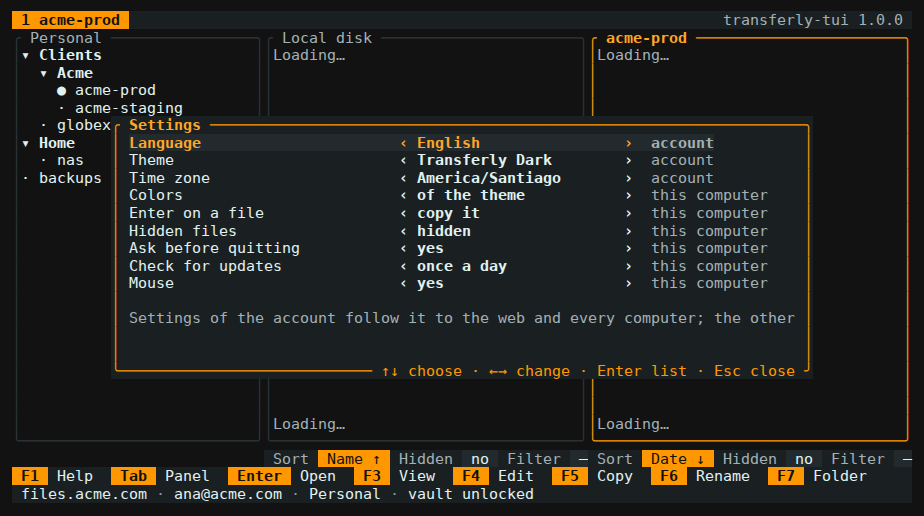 1 acme-prod transferly-tui 1.0.0
Personal Local disk acme-prod
▾ Clients Loading… Loading…
▾ Acme
● acme-prod
· acme-staging
· globex Settings
▾ Home Language ‹ English › account
· nas Theme ‹ Transferly Dark › account
· backups Time zone ‹ America/Santiago › account
Colors ‹ of the theme › this computer
Enter on a file ‹ copy it › this computer
Hidden files ‹ hidden › this computer
Ask before quitting ‹ yes › this computer
Check for updates ‹ once a day › this computer
Mouse ‹ yes › this computer
Settings of the account follow it to the web and every computer; the other
↑↓ choose · ←→ change · Enter list · Esc close
Loading… Loading…
Sort Name ↑ Hidden no Filter — Sort Date ↓ Hidden no Filter —
F1 Help Tab Panel Enter Open F3 View F4 Edit F5 Copy F6 Rename F7 Folder
files.acme.com · ana@acme.com · Personal · vault unlocked